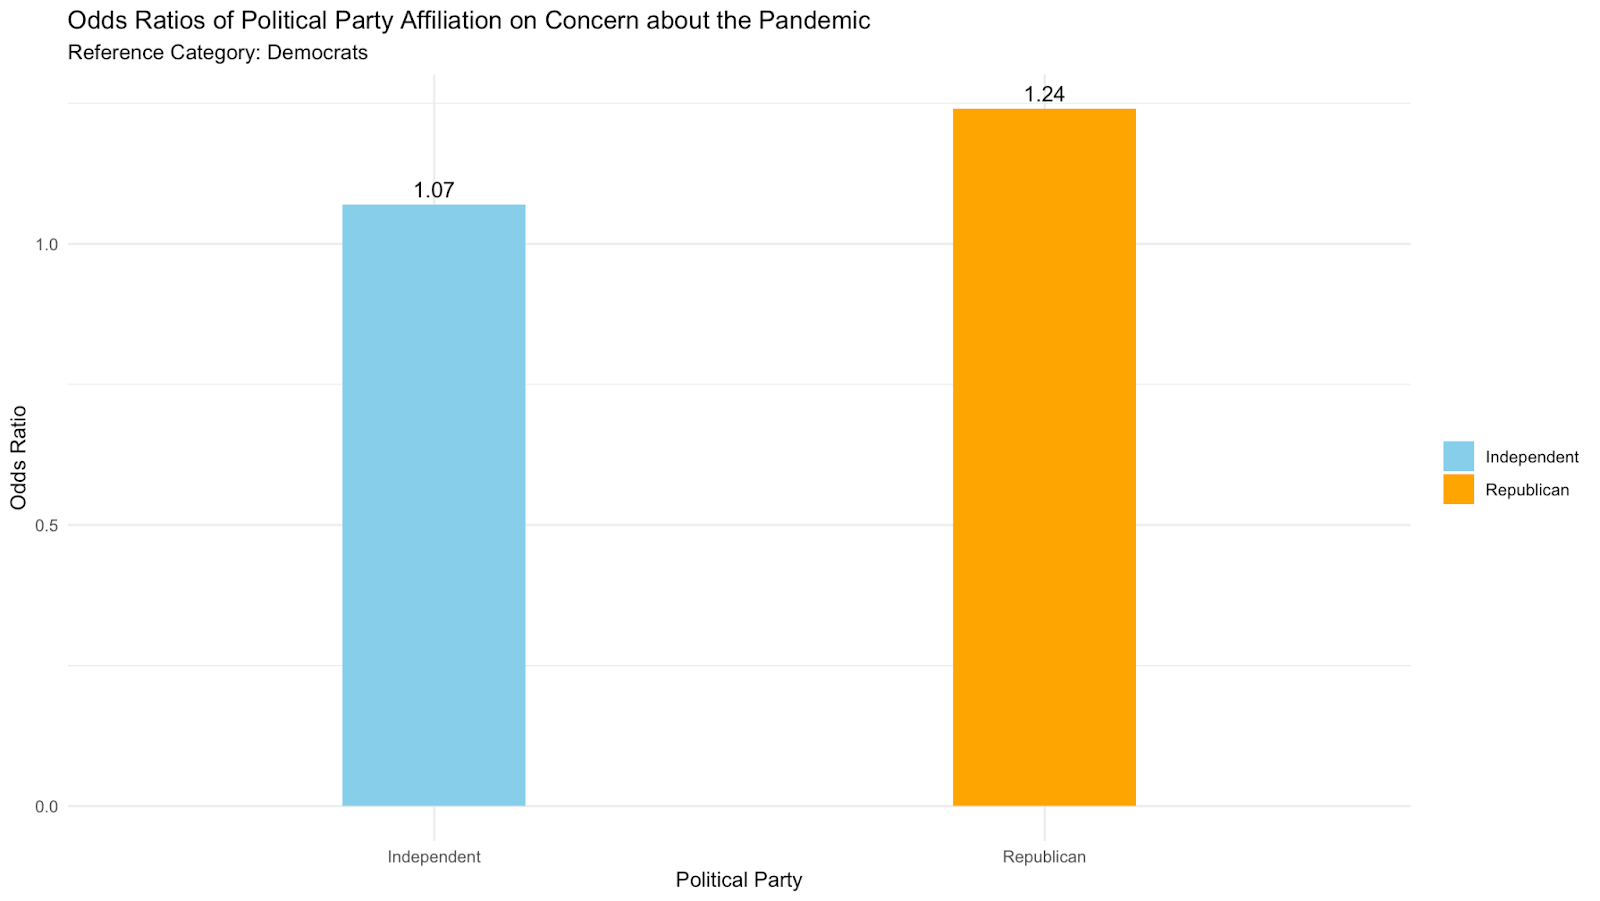 Odds Ratios of Political Party Affiliation on Concern about the Pandemic
Reference Category: Democrats
1.24
1.07
1.0
0.5
0.0
Odds Ratio
Independent
Republican
Independent
Republican
Political Party